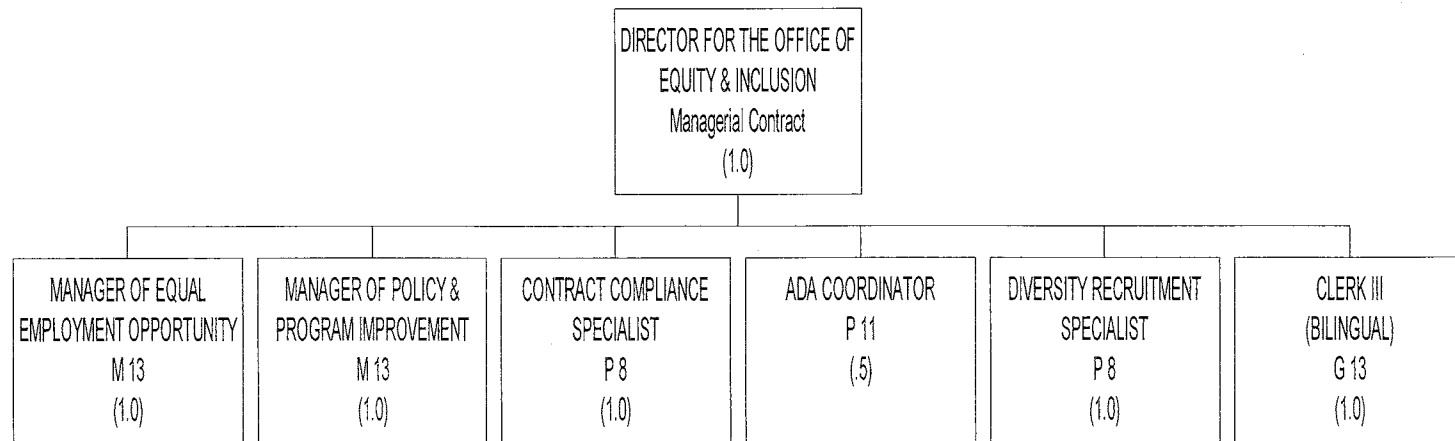 DIRECTOR FOR THE OFFICE OF
EQUITY & INCLUSION
Managerial Contract
(1.0)
MANAGER OF EQUAL
EMPLOYMENT OPPORTUNITY
M 13
(1.0)
MANAGER OF POLICY &
PROGRAM IMPROVEMENT
M 13
(1.0)
CONTRACT COMPLIANCE
SPECIALIST
P 8
(1.0)
ADA COORDINATOR
P 11
(.5)
DIVERSITY RECRUITMENT
SPECIALIST
P 8
(1.0)
CLERK III
(BILINGUAL)
G 13
(1.0)